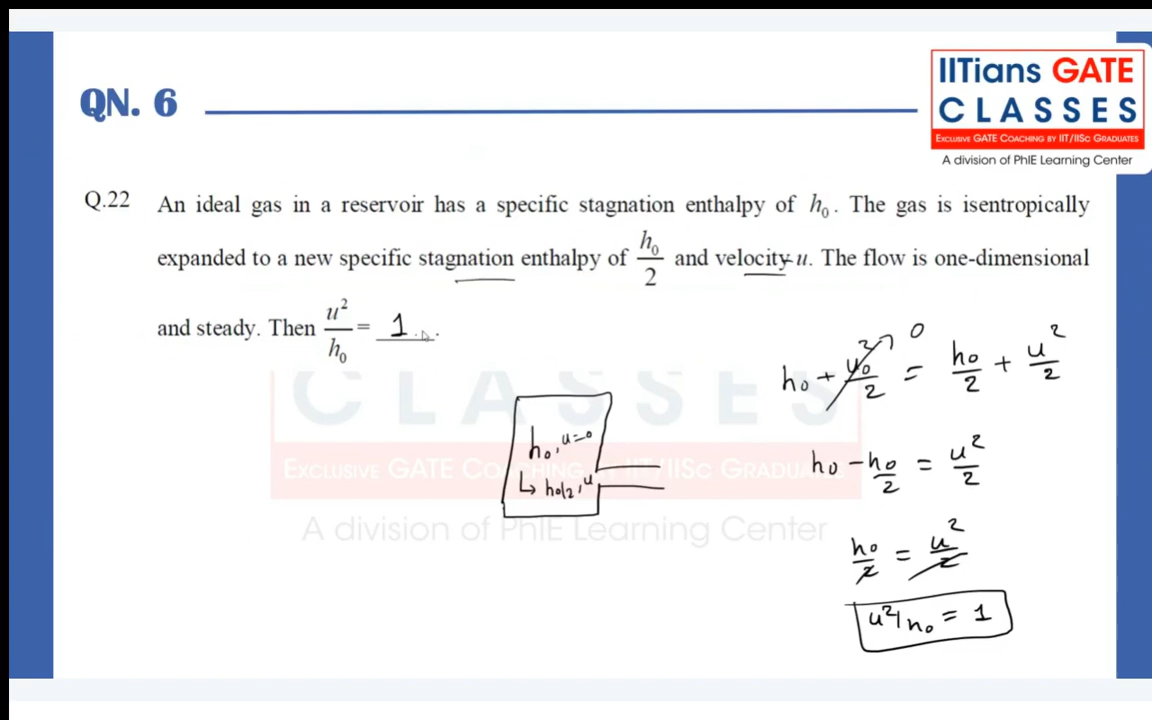 IITians GATE
CLASSES
EXCLUSIVE GATE COACHING BY IIT/IISc GRADUATES
A division of PhIE Learning Center
QN. 6
Q.22 An ideal gas in a reservoir has a specific stagnation enthalpy of h₀. The gas is isentropically
expanded to a new specific stagnation enthalpy of h₀/2 and velocity u. The flow is one-dimensional
and steady. Then u²/h₀ = 1
h₀ + u₀²/2 → 0 = h₀/2 + u²/2
CLASSES
h₀, u=0
EXCLUSIVE GATE COACHING BY IIT/IISc GRADUA
h₀ - h₀/2 = u²/2
↳ h₀/2, u
A division of PhIE Learning Center
h₀/2 = u²/2
u²/h₀ = 1